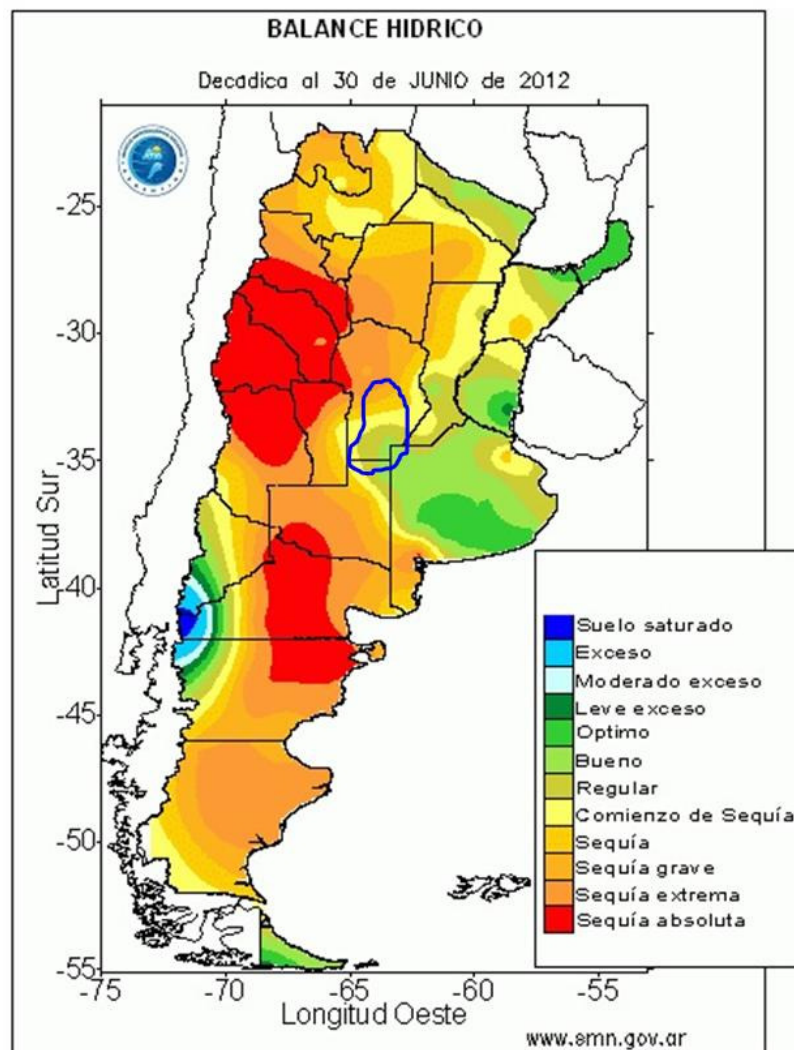 BALANCE HIDRICO
Decádica al 30 de JUNIO de 2012
-25
-30
-35
-40
-45
-50
-55
Latitud Sur
-75 -70 -65 -60 -55
Longitud Oeste
Suelo saturado
Exceso
Moderado exceso
Leve exceso
Optimo
Bueno
Regular
Comienzo de Sequía
Sequía
Sequía grave
Sequía extrema
Sequía absoluta
www.smn.gov.ar